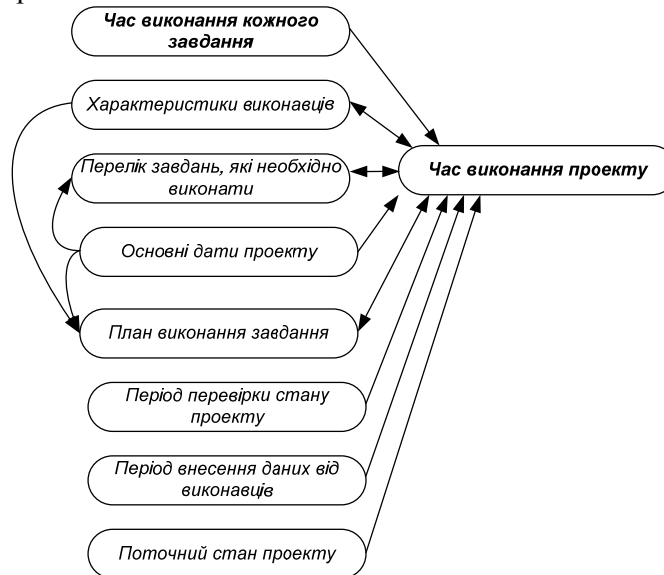 Час виконання кожного
завдання
Характеристики виконавців
Перелік завдань, які необхідно
виконати
Час виконання проекту
Основні дати проекту
План виконання завдання
Період перевірки стану
проекту
Період внесення даних від
виконавців
Поточний стан проекту